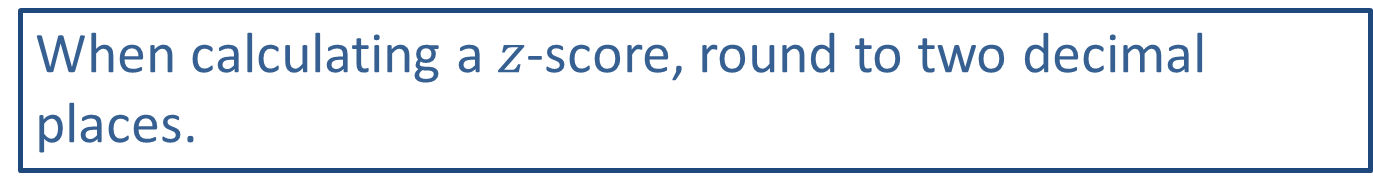 When calculating a z-score, round to two decimal
places.